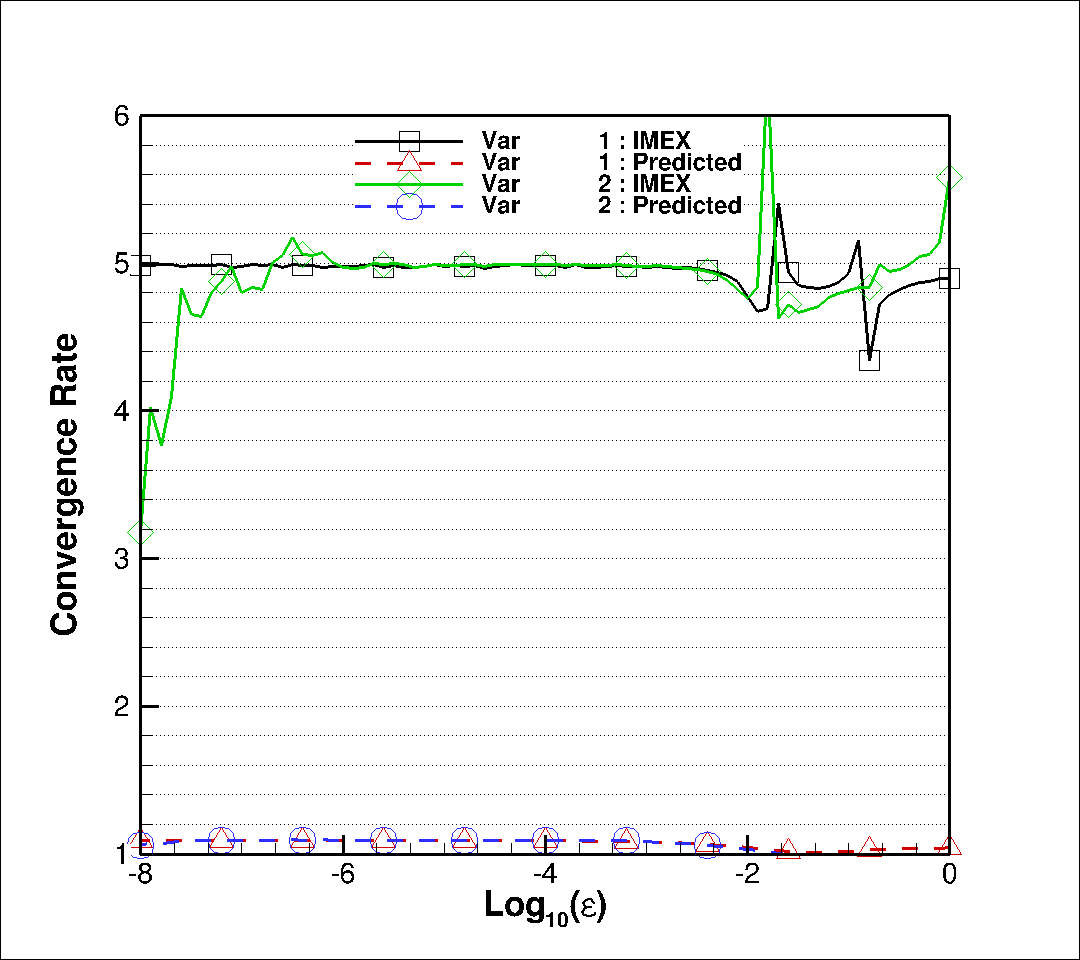 6
Var 1 : IMEX
Var 1 : Predicted
Var 2 : IMEX
Var 2 : Predicted
5
4
3
2
1
Convergence Rate
-8 -6 -4 -2 0
Log10(ε)